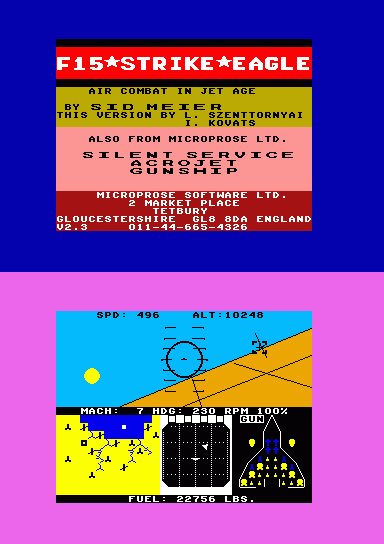 F15★STRIKE★EAGLE
AIR COMBAT IN JET AGE
BY SID MEIER
THIS VERSION BY L. SZENTTORNYAI
I. KOVATS
ALSO FROM MICROPROSE LTD.
SILENT SERVICE
ACROJET
GUNSHIP
MICROPROSE SOFTWARE LTD.
2 MARKET PLACE
TETBURY
GLOUCESTERSHIRE GL8 8DA ENGLAND
V2.3 011-44-665-4326
SPD: 496 ALT:10248
MACH: 7 HDG: 230 RPM 100%
GUN
FUEL: 22756 LBS.